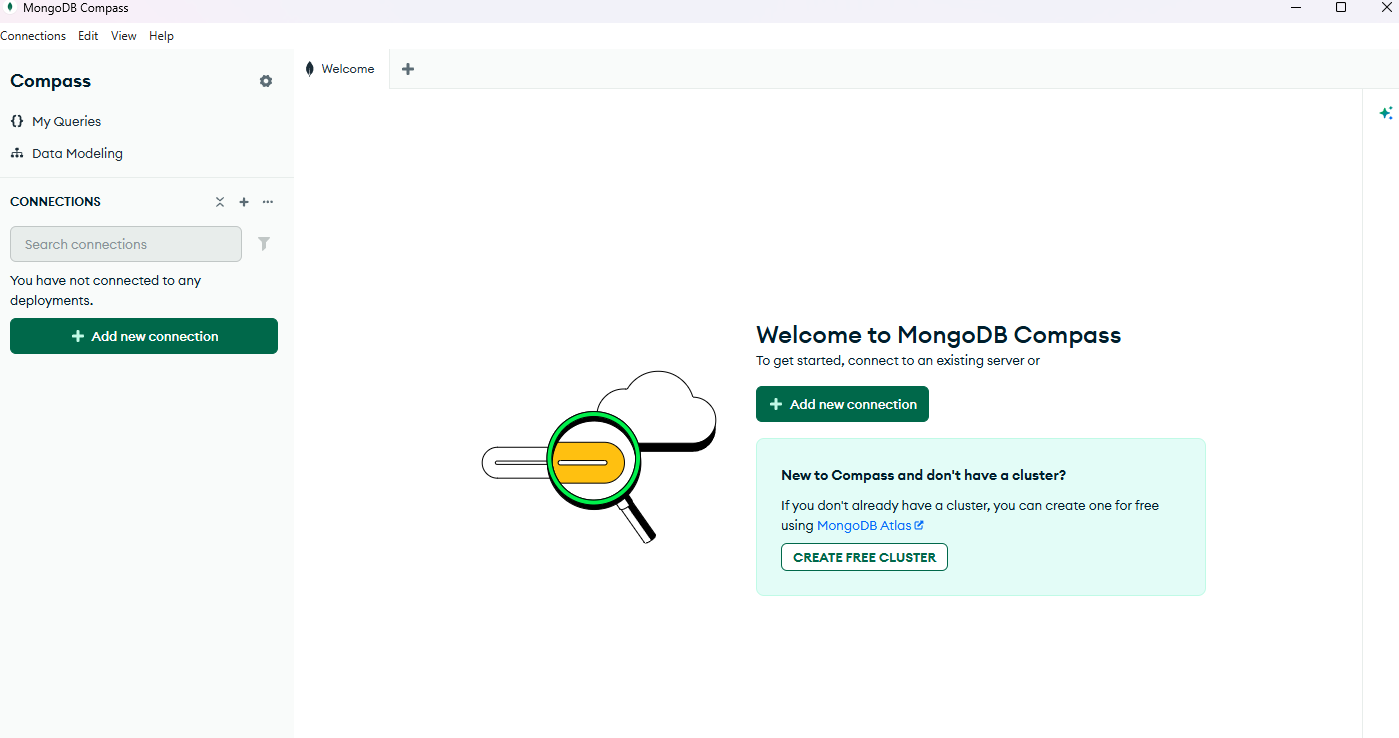 MongoDB Compass
Connections Edit View Help
Compass
My Queries
Data Modeling
CONNECTIONS
Search connections
You have not connected to any
deployments.
Add new connection
Welcome
Welcome to MongoDB Compass
To get started, connect to an existing server or
Add new connection
New to Compass and don't have a cluster?
If you don't already have a cluster, you can create one for free
using MongoDB Atlas
CREATE FREE CLUSTER